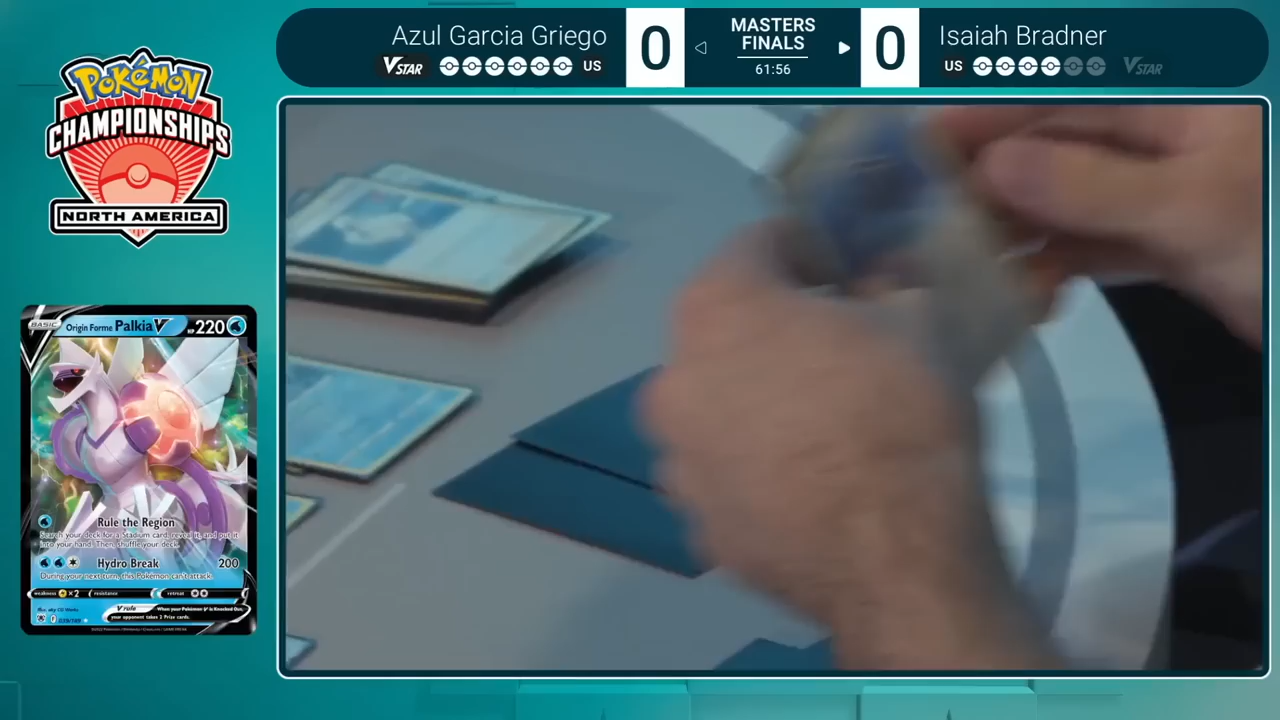 Azul Garcia Griego
VSTAR
US
0
MASTERS
FINALS
61:56
0
Isaiah Bradner
US
VSTAR
Pokémon
CHAMPIONSHIPS
NORTH AMERICA
BASIC
Origin Forme Palkia V
HP 220
Rule the Region
Search your deck for a Stadium card, reveal it, and put it
into your hand. Then, shuffle your deck.
Hydro Break 200
During your next turn, this Pokémon can't attack.
weakness ×2 resistance retreat
V rule When your Pokémon V is Knocked Out,
your opponent takes 2 Prize cards.
039/189